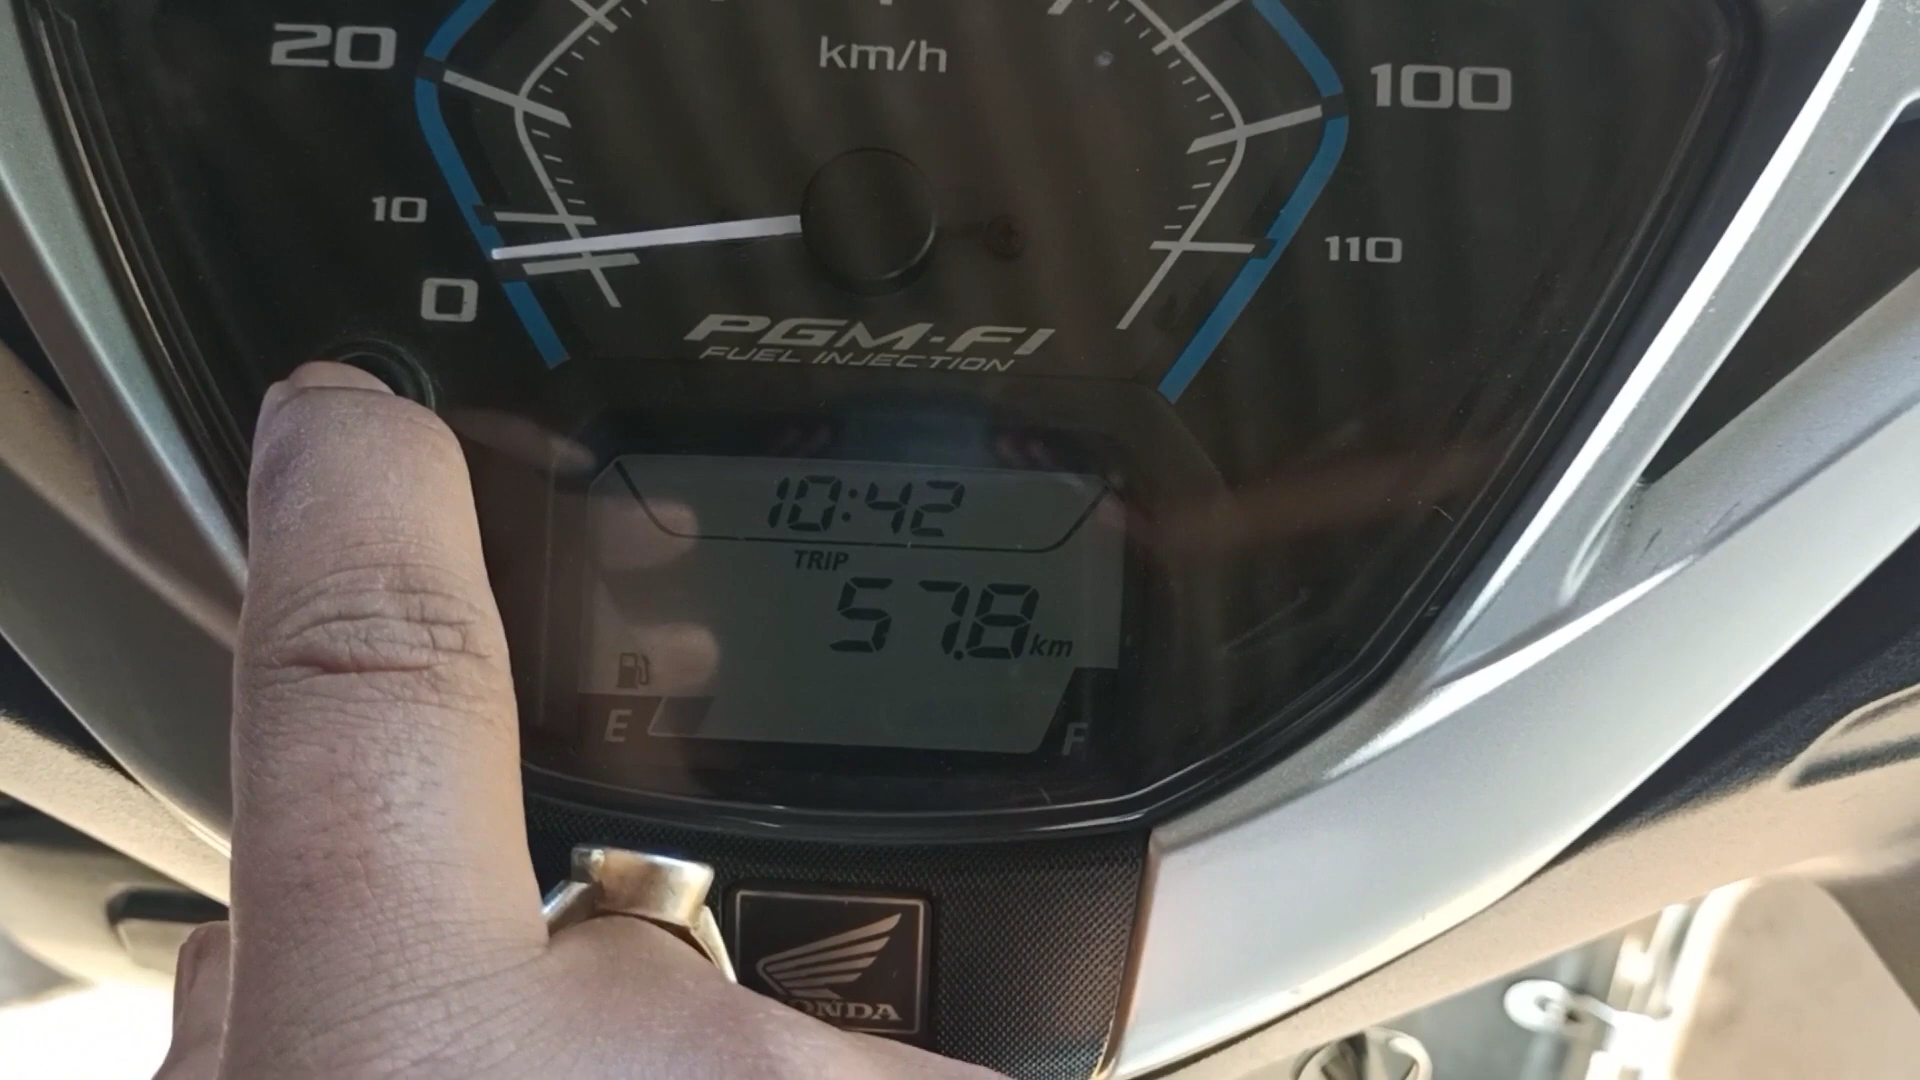 km/h
20
100
10
110
0
PGM-FI
FUEL INJECTION
10:42
TRIP
57.8 km
E
F
HONDA